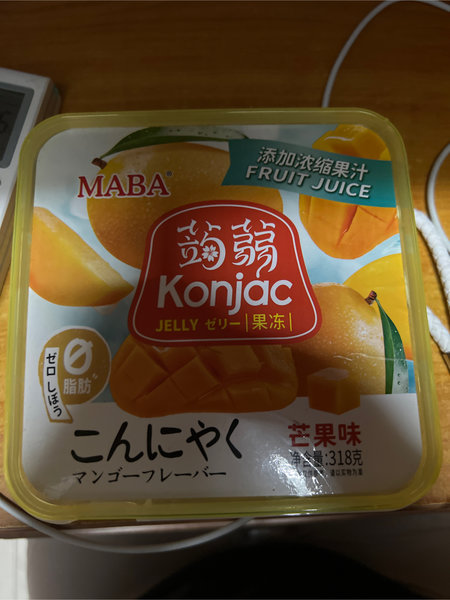 MABA®
添加浓缩果汁
FRUIT JUICE
蒟蒻
Konjac
JELLY ゼリー 果冻
0
脂肪
ゼロ しぼう
こんにやく
マンゴーフレーバー
芒果味
净含量:318克